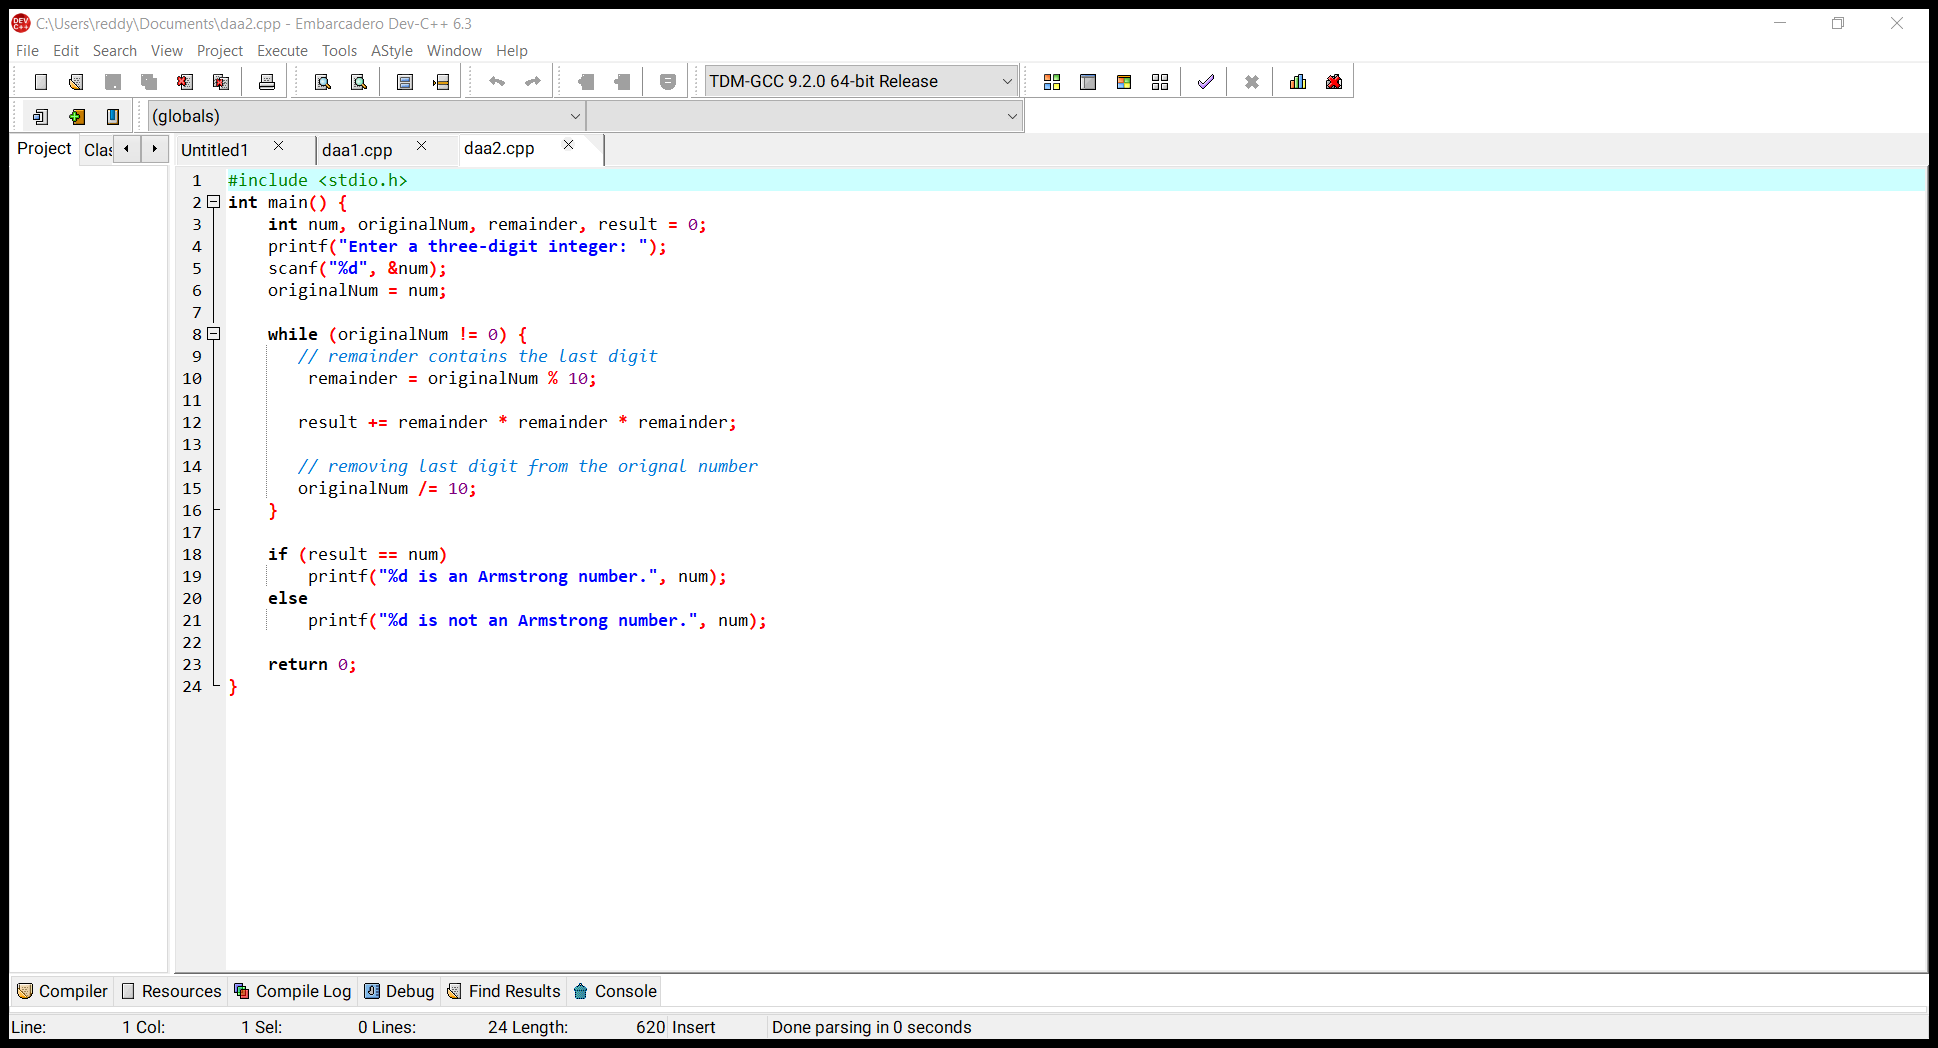 C:\Users\reddy\Documents\daa2.cpp - Embarcadero Dev-C++ 6.3
File Edit Search View Project Execute Tools AStyle Window Help
TDM-GCC 9.2.0 64-bit Release
(globals)
Project Clas Untitled1 daa1.cpp daa2.cpp
1 #include <stdio.h>
2 int main() {
3 int num, originalNum, remainder, result = 0;
4 printf("Enter a three-digit integer: ");
5 scanf("%d", &num);
6 originalNum = num;
7
8 while (originalNum != 0) {
9 // remainder contains the last digit
10 remainder = originalNum % 10;
11
12 result += remainder * remainder * remainder;
13
14 // removing last digit from the orignal number
15 originalNum /= 10;
16 }
17
18 if (result == num)
19 printf("%d is an Armstrong number.", num);
20 else
21 printf("%d is not an Armstrong number.", num);
22
23 return 0;
24 }
Compiler Resources Compile Log Debug Find Results Console
Line: 1 Col: 1 Sel: 0 Lines: 24 Length: 620 Insert Done parsing in 0 seconds